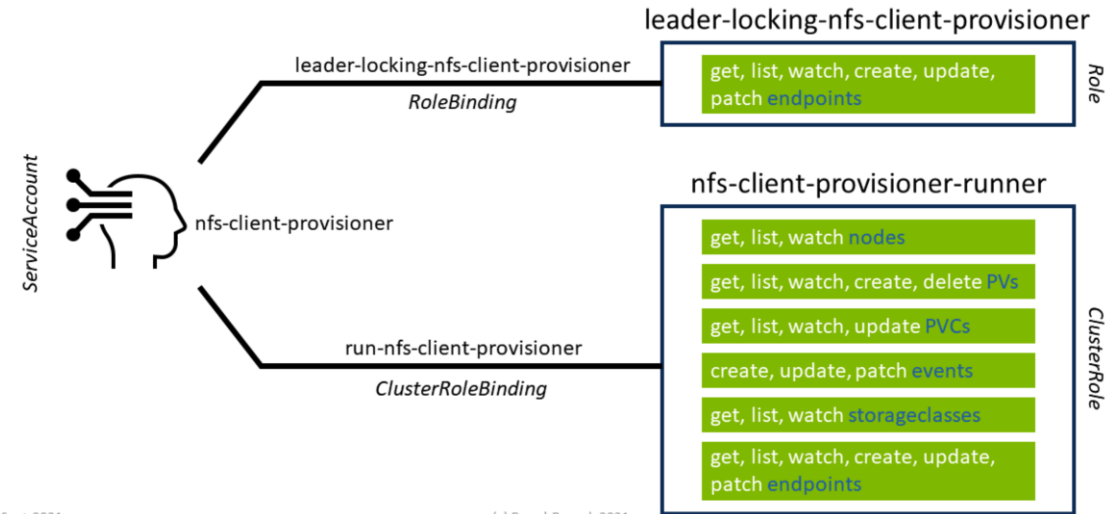 leader-locking-nfs-client-provisioner
leader-locking-nfs-client-provisioner
RoleBinding
get, list, watch, create, update,
patch endpoints
Role
ServiceAccount
nfs-client-provisioner
nfs-client-provisioner-runner
get, list, watch nodes
get, list, watch, create, delete PVs
get, list, watch, update PVCs
run-nfs-client-provisioner
ClusterRoleBinding
create, update, patch events
get, list, watch storageclasses
get, list, watch, create, update,
patch endpoints
ClusterRole